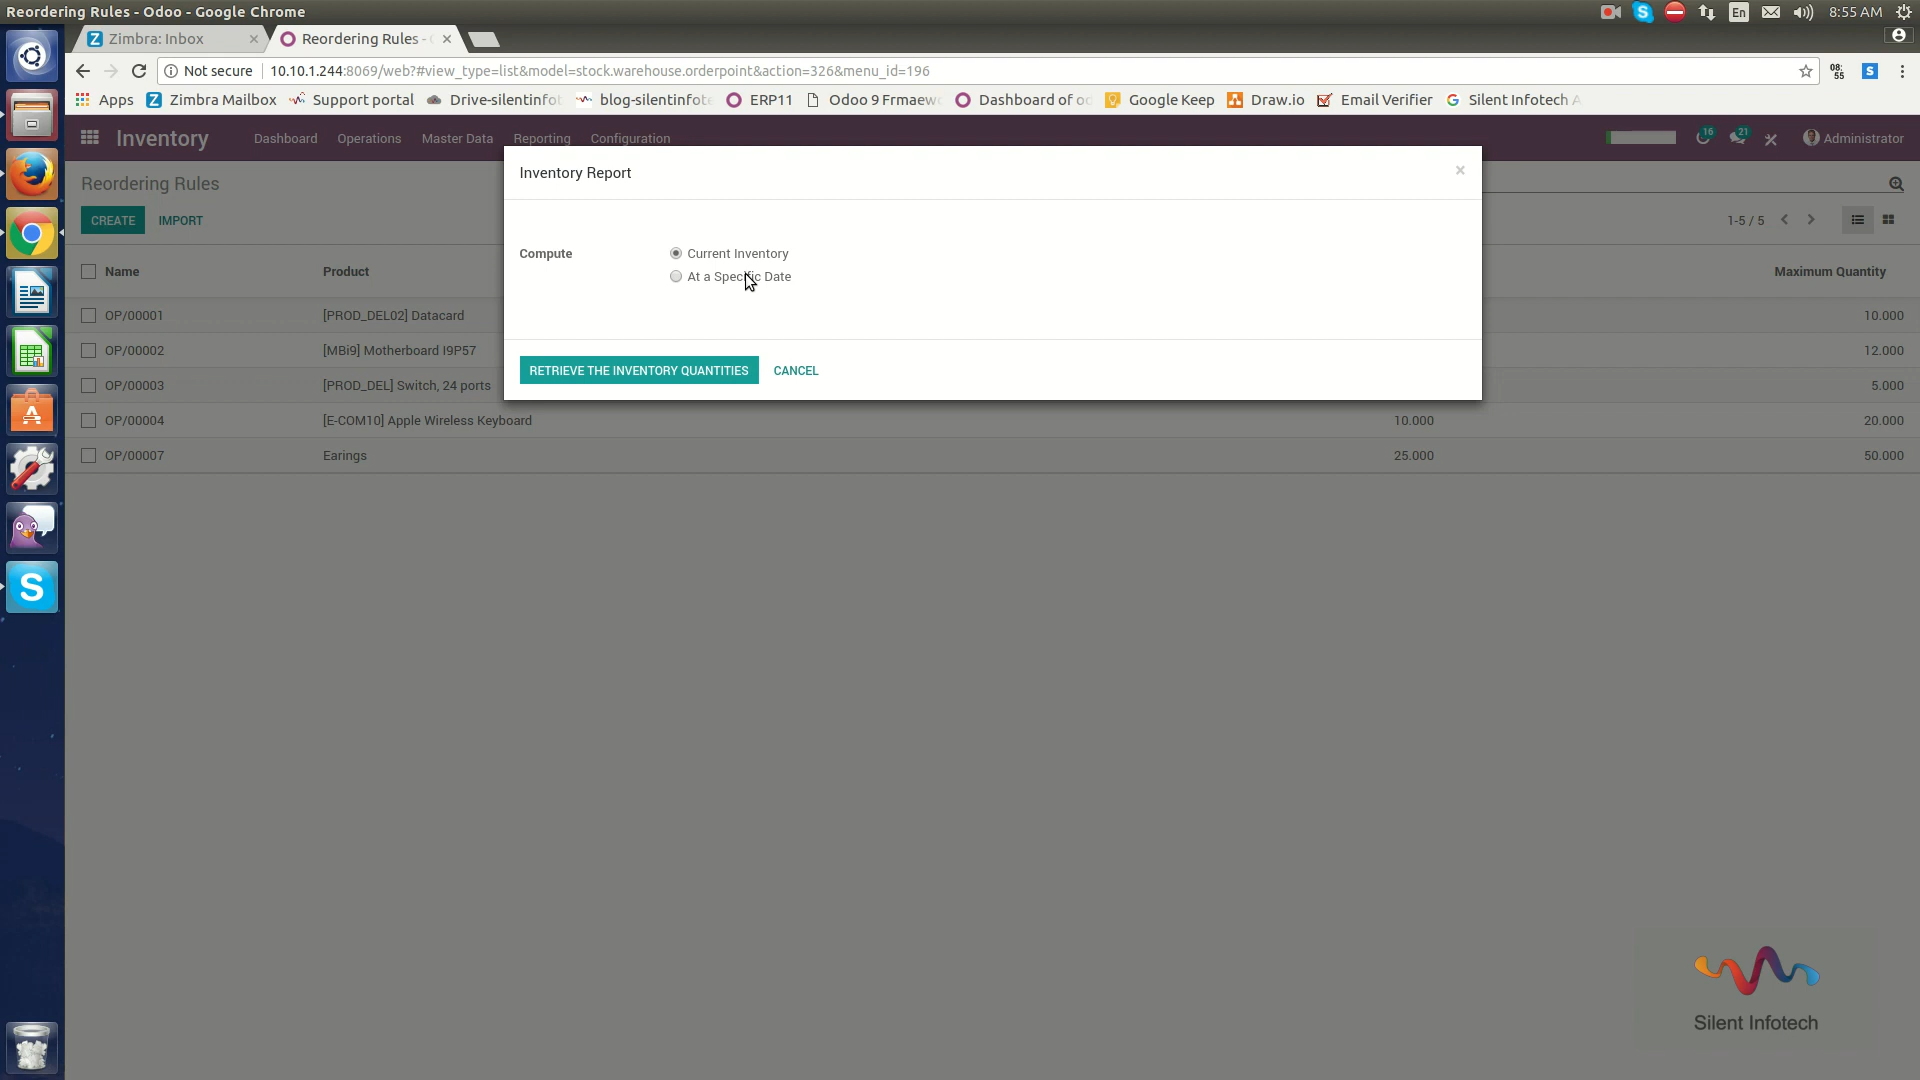 Reordering Rules - Odoo - Google Chrome
En
8:55 AM
Zimbra: Inbox
Reordering Rules -
Not secure
10.10.1.244:8069/web?#view_type=list&model=stock.warehouse.orderpoint&action=326&menu_id=196
08:
55
Apps
Zimbra Mailbox
Support portal
Drive-silentinfot
blog-silentinfote
ERP11
Odoo 9 Frmaew
Dashboard of od
Google Keep
Draw.io
Email Verifier
Silent Infotech A
Inventory
Dashboard
Operations
Master Data
Reporting
Configuration
16
21
Administrator
Reordering Rules
CREATE
IMPORT
1-5 / 5
Inventory Report
×
Compute
Current Inventory
At a Specific Date
RETRIEVE THE INVENTORY QUANTITIES
CANCEL
Name
Product
Maximum Quantity
OP/00001
[PROD_DEL02] Datacard
10.000
OP/00002
[MBi9] Motherboard I9P57
12.000
OP/00003
[PROD_DEL] Switch, 24 ports
5.000
OP/00004
[E-COM10] Apple Wireless Keyboard
10.000
20.000
OP/00007
Earings
25.000
50.000
Silent Infotech